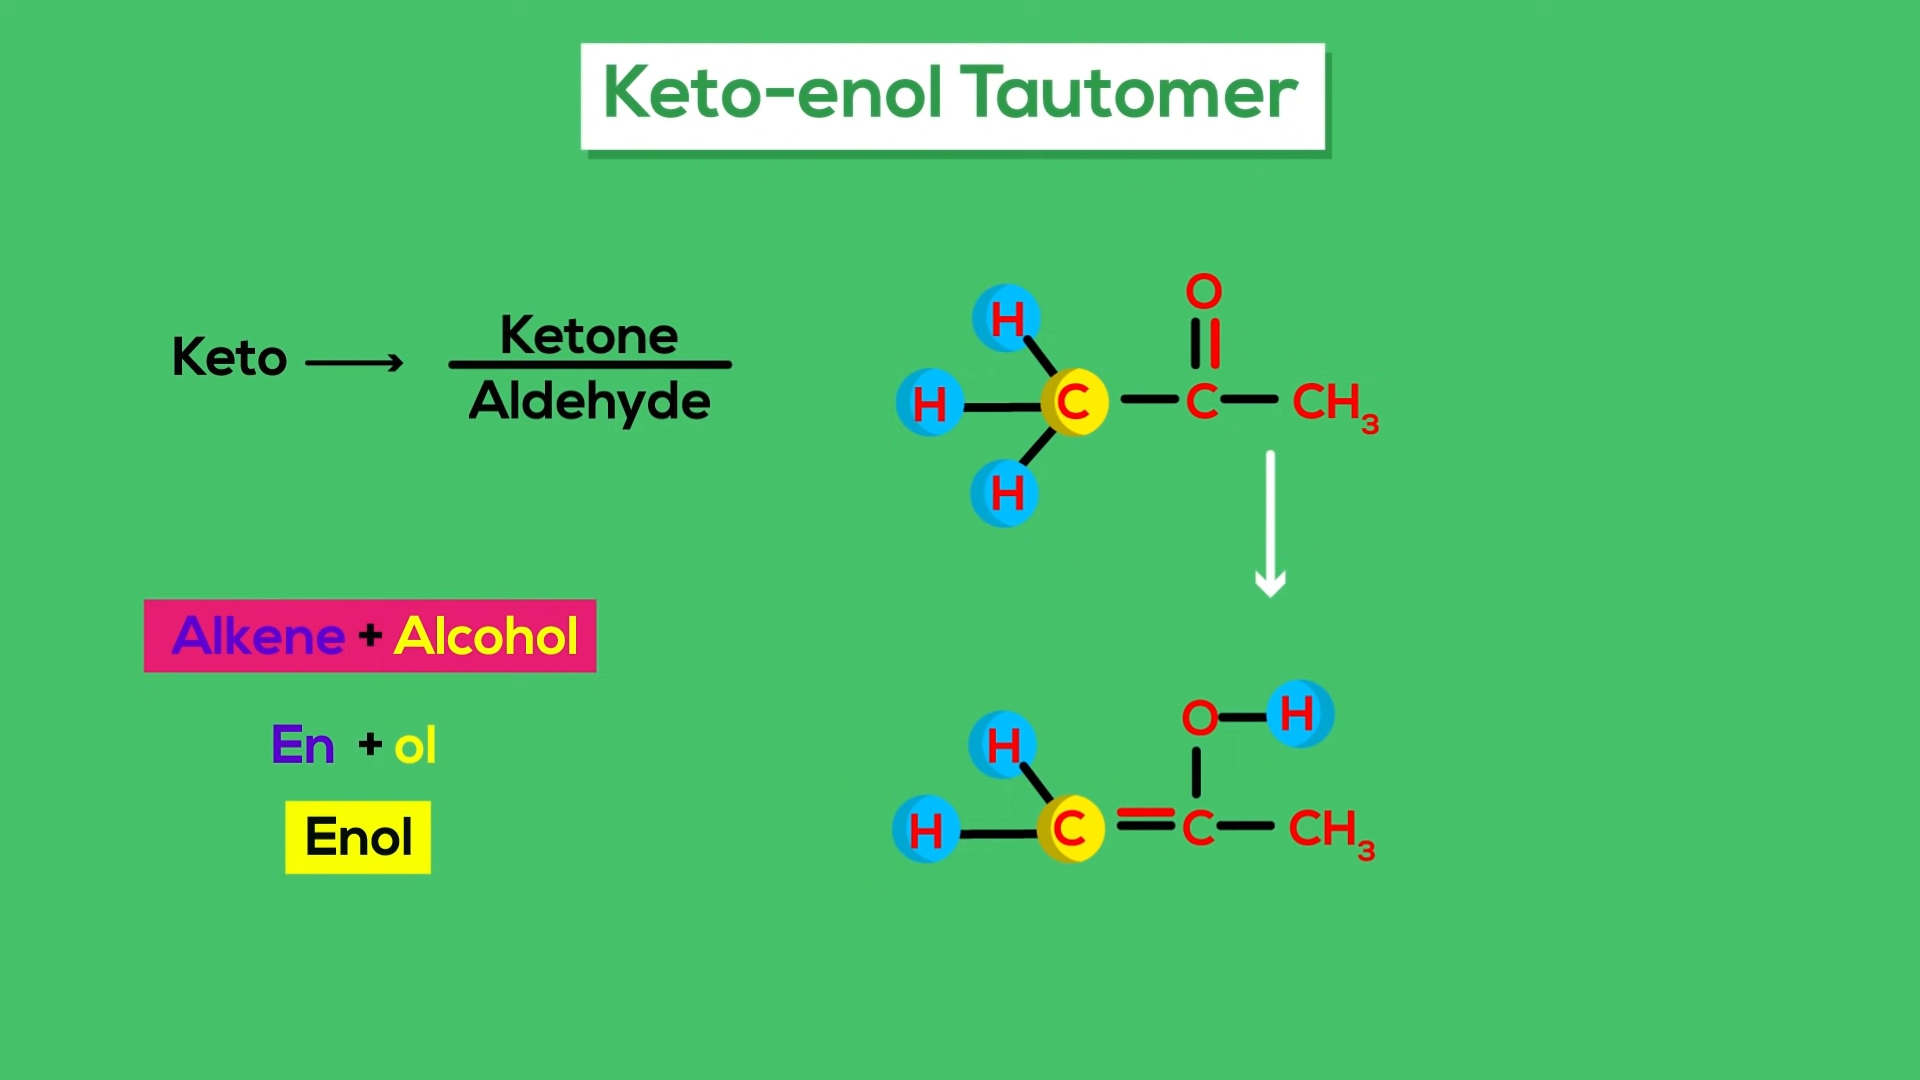 Keto-enol Tautomer
Keto → Ketone
Aldehyde
O
H
H C C CH₃
H
Alkene + Alcohol
En + ol
Enol
O H
H
H C C CH₃